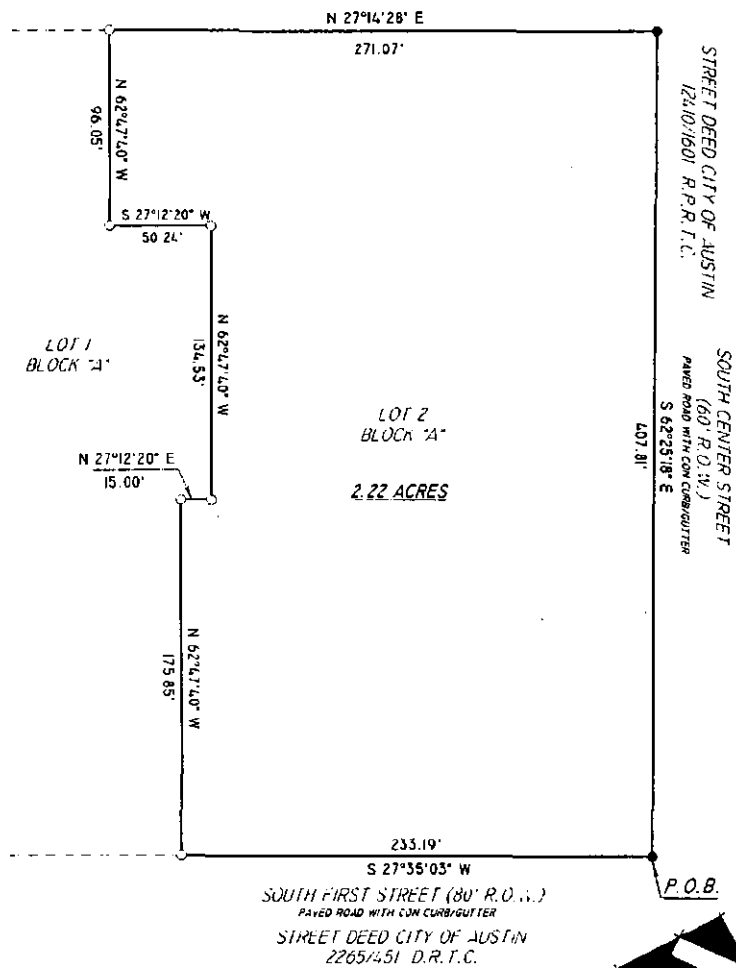 N 27°14'28" E
271.07'
STREET DEED CITY OF AUSTIN
12410/1601 R.P.R.T.C.
N 62°47'40" W
96.05'
S 27°12'20" W
50.24'
N 62°47'40" W
134.53'
LOT 1
BLOCK "A"
SOUTH CENTER STREET
(60' R.O.W.)
PAVED ROAD WITH CON CURB/GUTTER
S 62°25'18" E
407.81'
LOT 2
BLOCK "A"
N 27°12'20" E
15.00'
2.22 ACRES
N 62°47'40" W
175.85'
233.19'
S 27°35'03" W
P.O.B.
SOUTH FIRST STREET (80' R.O.W.)
PAVED ROAD WITH CON CURB/GUTTER
STREET DEED CITY OF AUSTIN
2265/451 D.R.T.C.